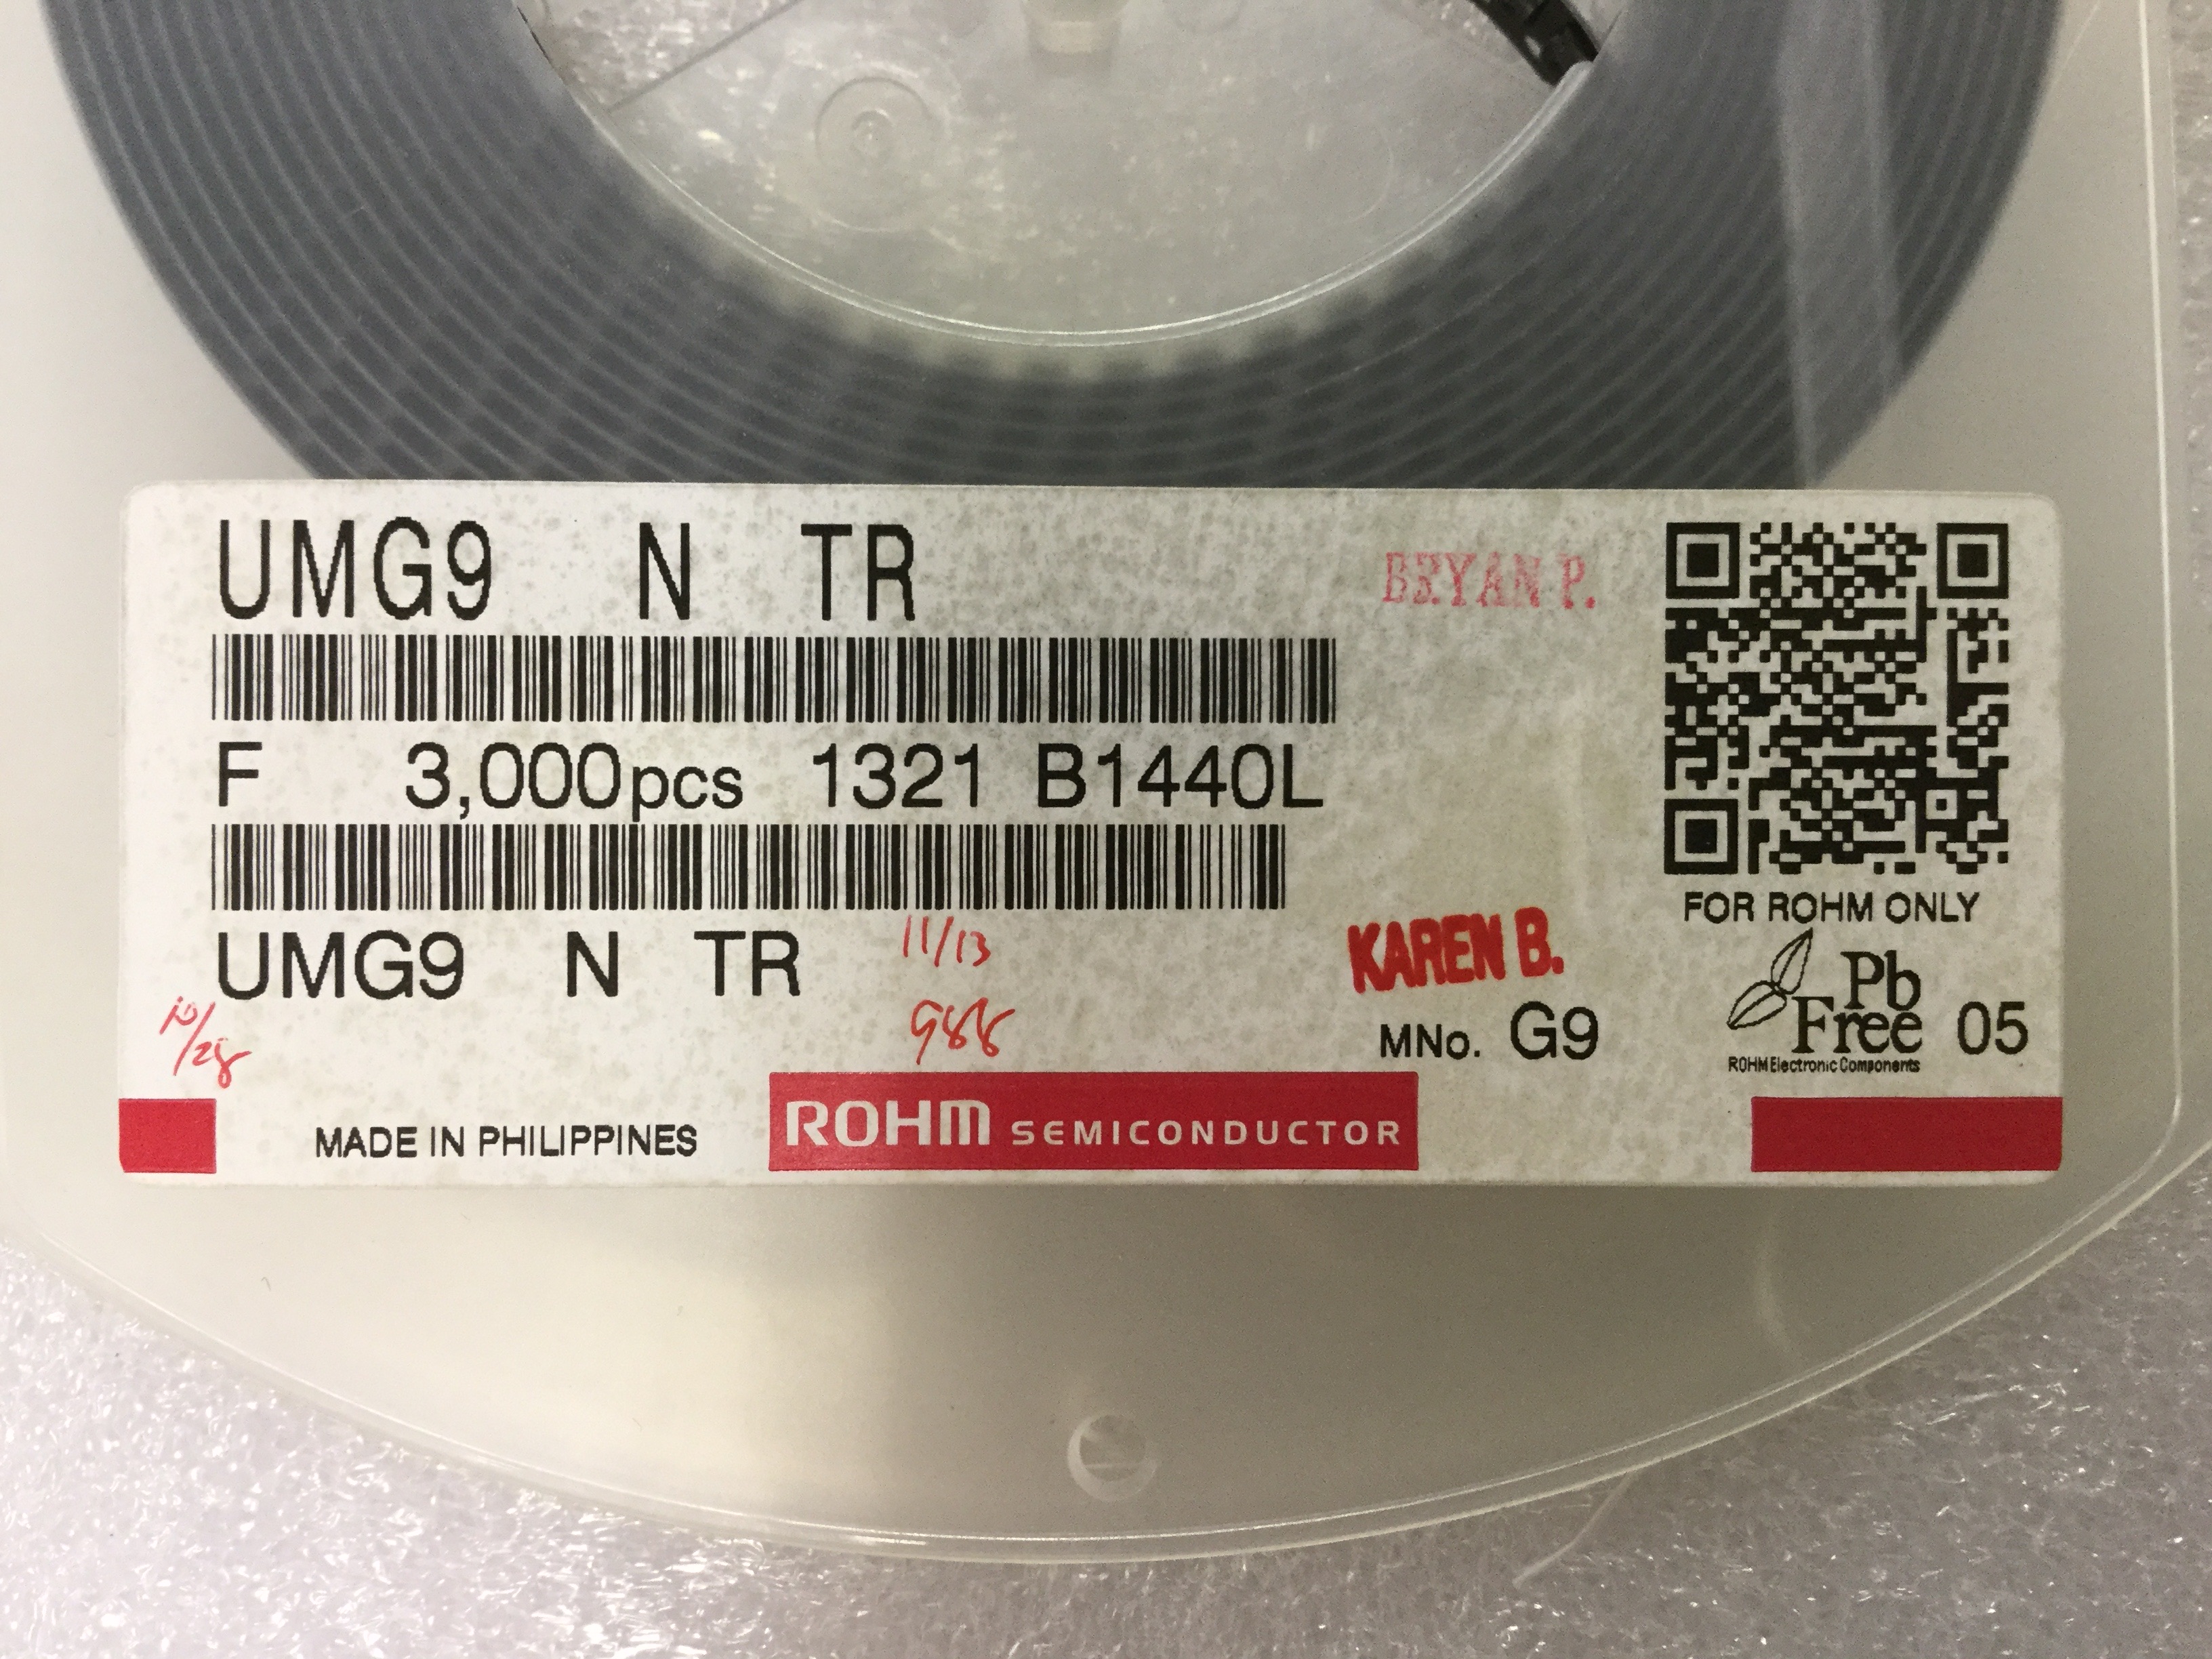 UMG9 N TR
BRYAN P.
F 3,000pcs 1321 B1440L
FOR ROHM ONLY
UMG9 N TR
11/13
KAREN B.
10/28
988
MNo. G9
Pb
Free 05
ROHM Electronic Components
MADE IN PHILIPPINES
ROHM SEMICONDUCTOR